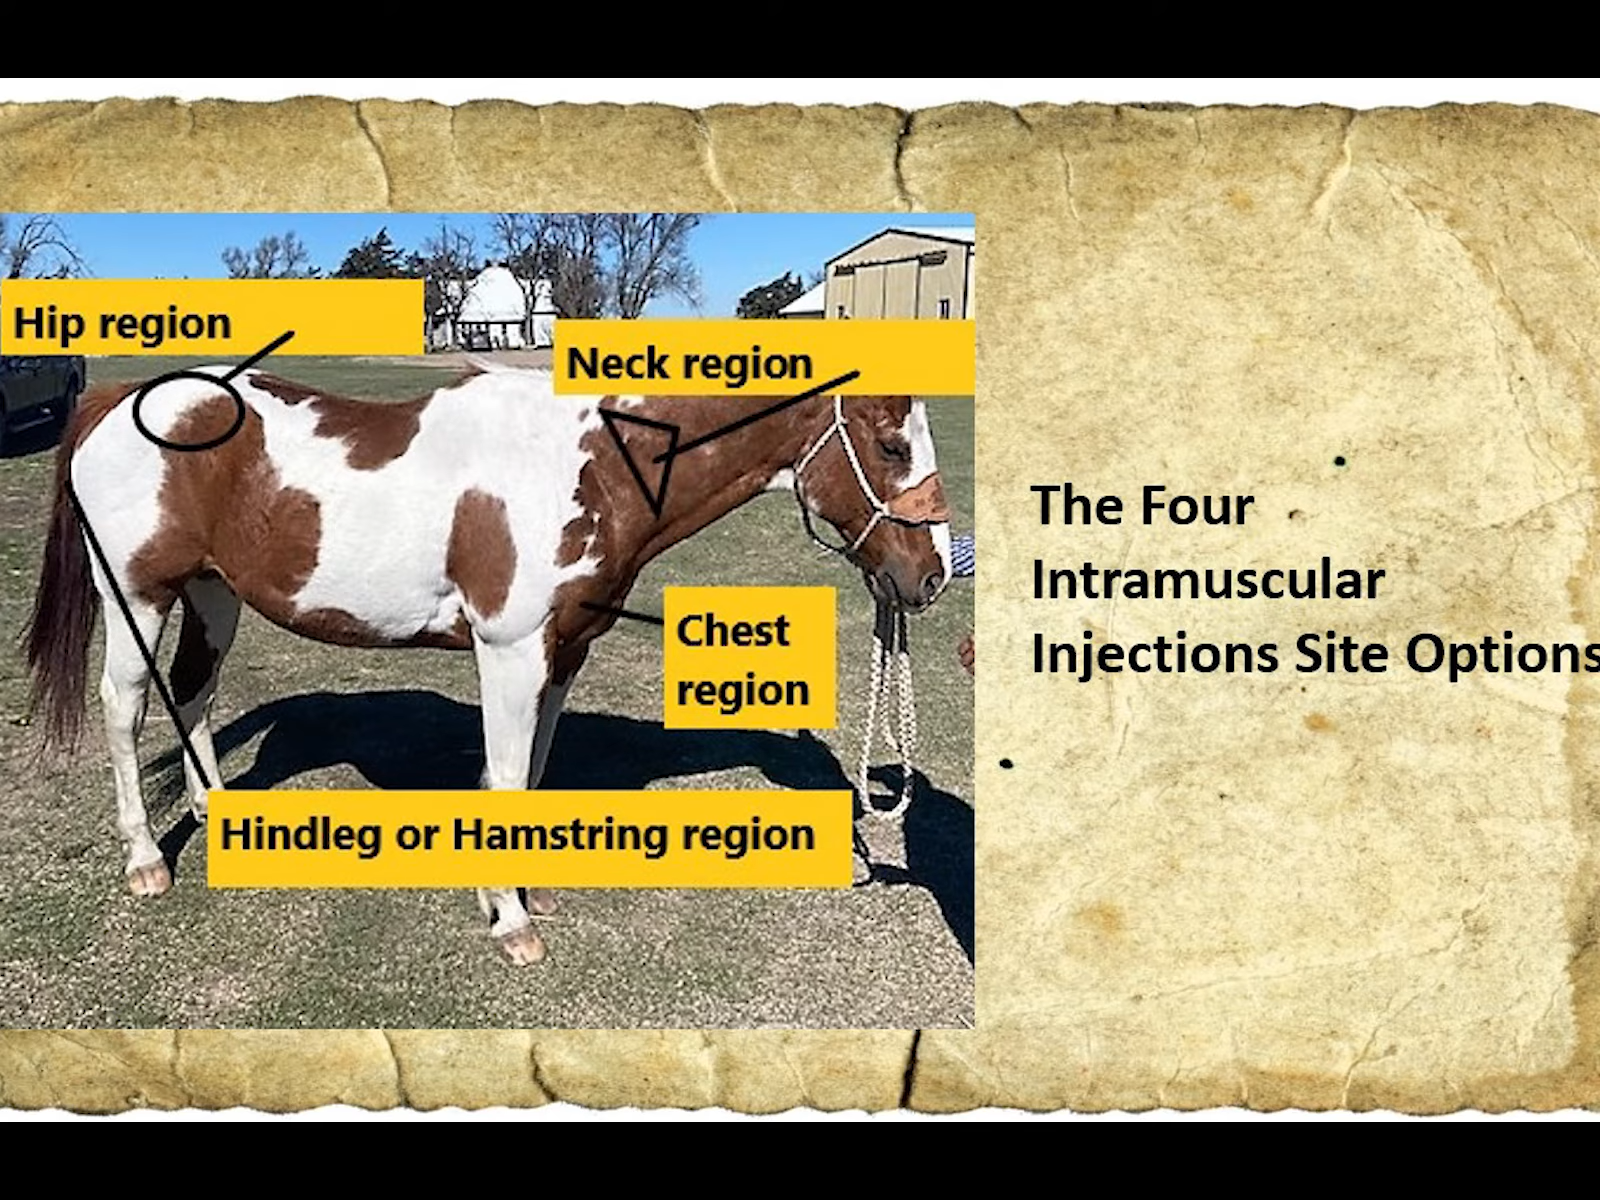 Hip region
Neck region
Chest
region
Hindleg or Hamstring region
The Four
Intramuscular
Injections Site Options